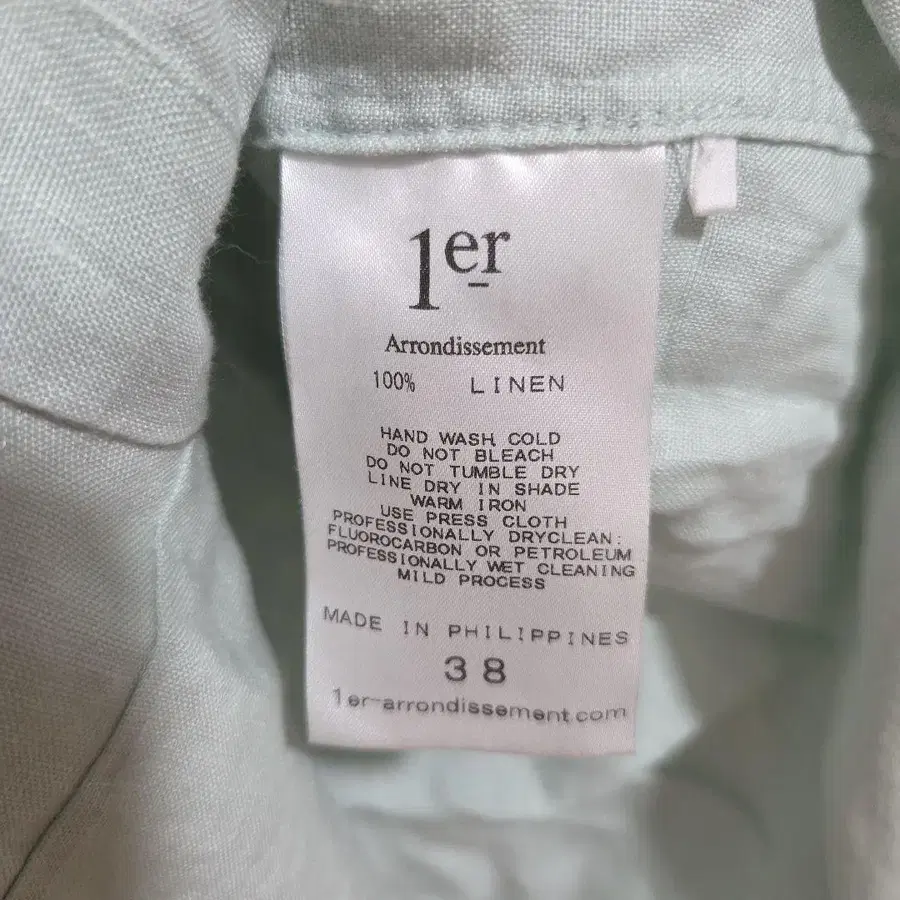 1er
Arrondissement
100% LINEN
HAND WASH COLD
DO NOT BLEACH
DO NOT TUMBLE DRY
LINE DRY IN SHADE
WARM IRON
USE PRESS CLOTH
PROFESSIONALLY DRYCLEAN:
FLUOROCARBON OR PETROLEUM
PROFESSIONALLY WET CLEANING
MILD PROCESS
MADE IN PHILIPPINES
38
1er-arrondissement.com